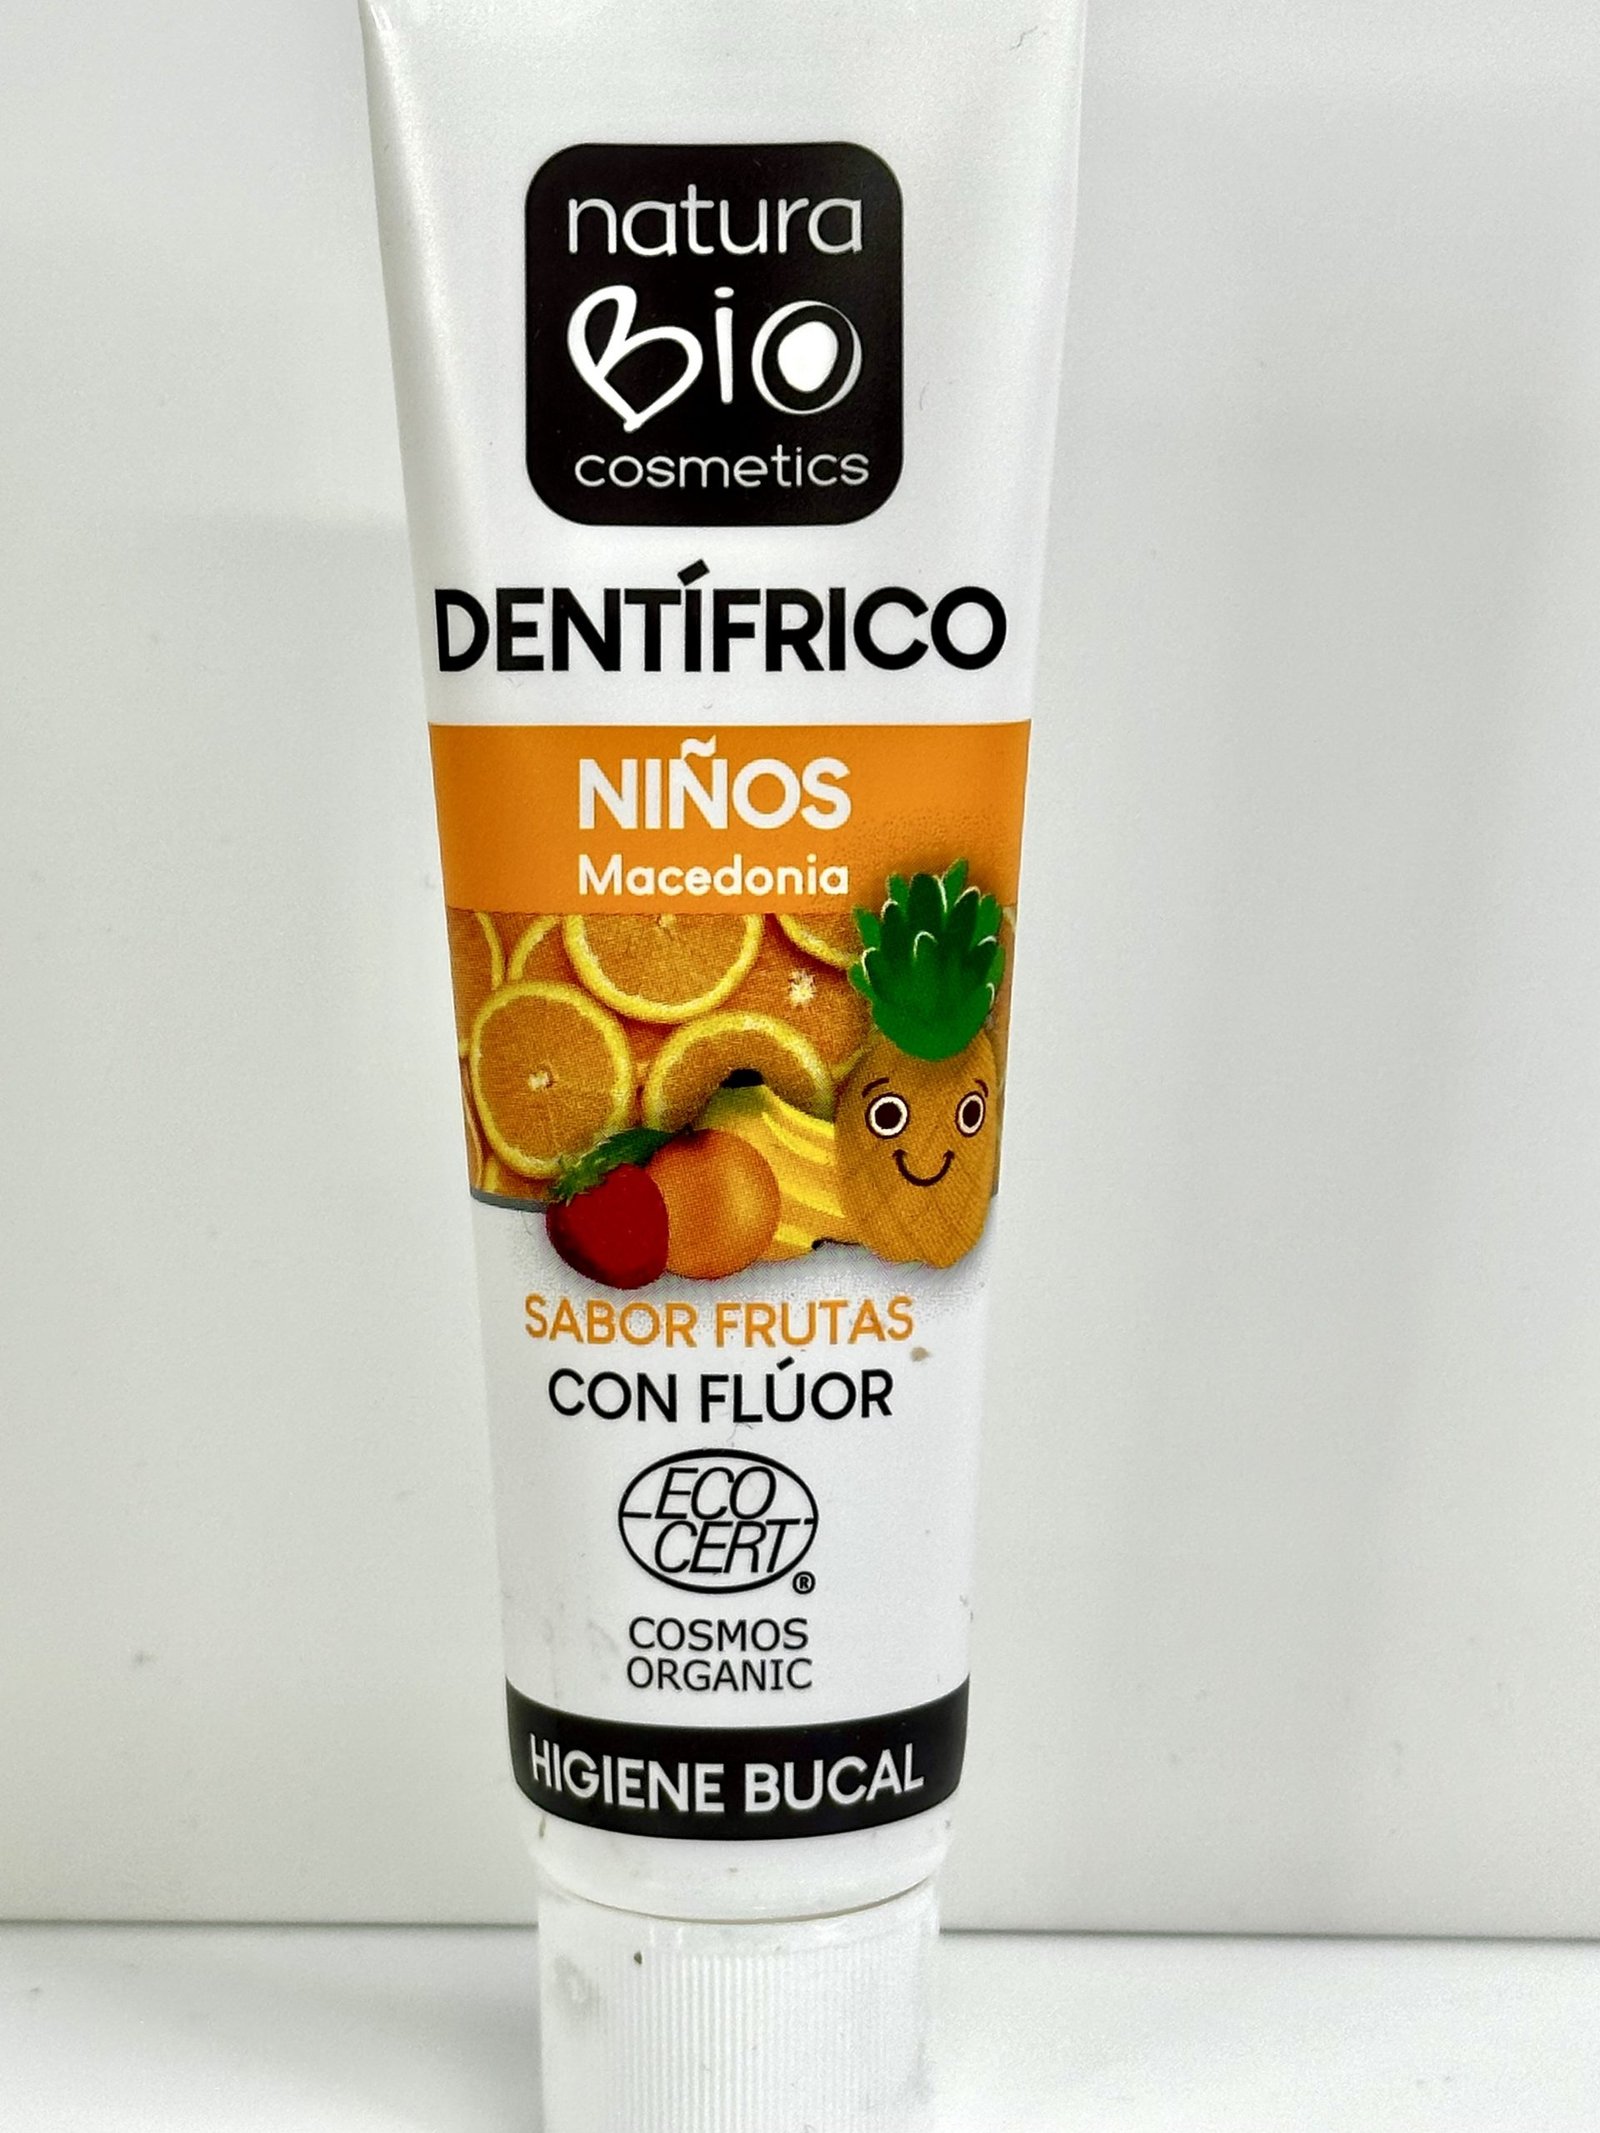 natura
Bio
cosmetics
DENTÍFRICO
NIÑOS
Macedonia
SABOR FRUTAS
CON FLÚOR
ECO
CERT
®
COSMOS
ORGANIC
HIGIENE BUCAL